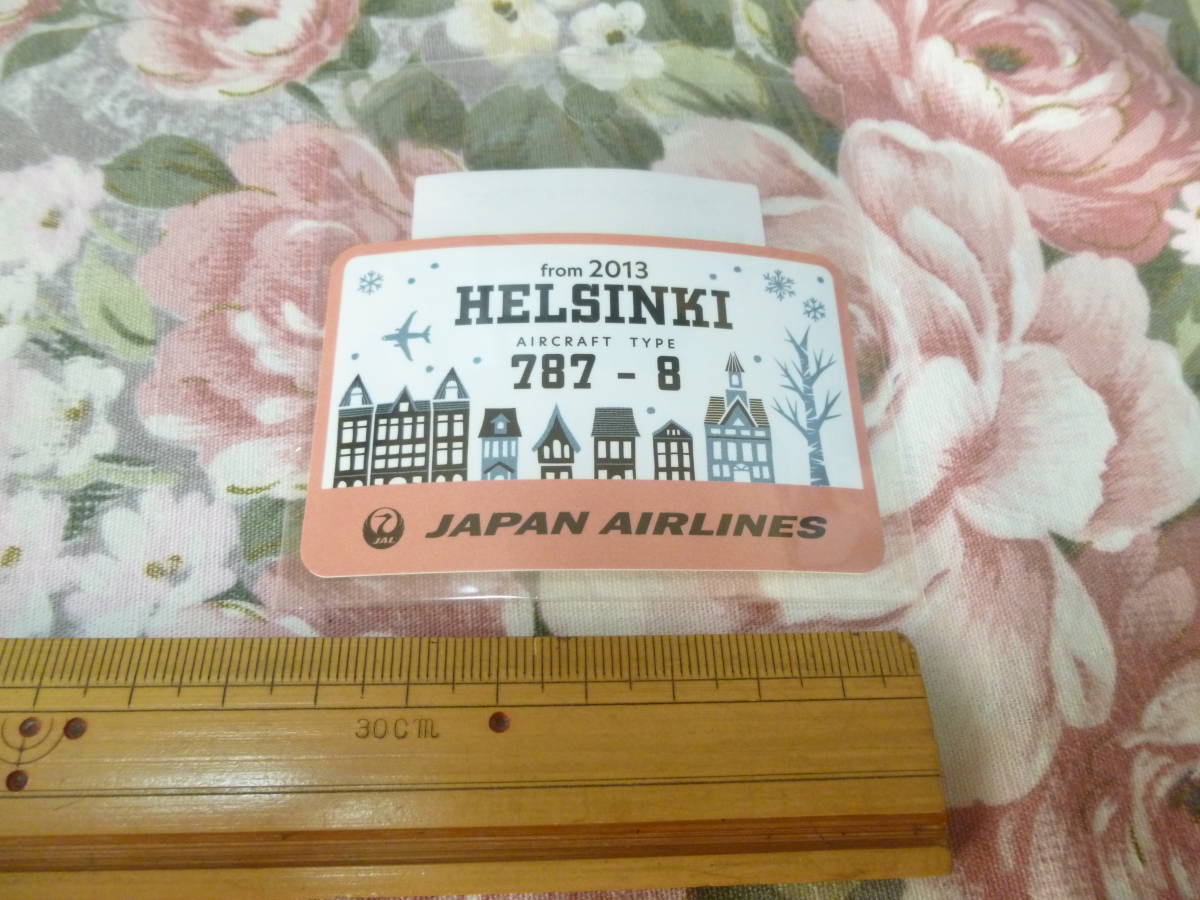 from 2013
HELSINKI
AIRCRAFT TYPE
787 - 8
JAL
JAPAN AIRLINES
30CM